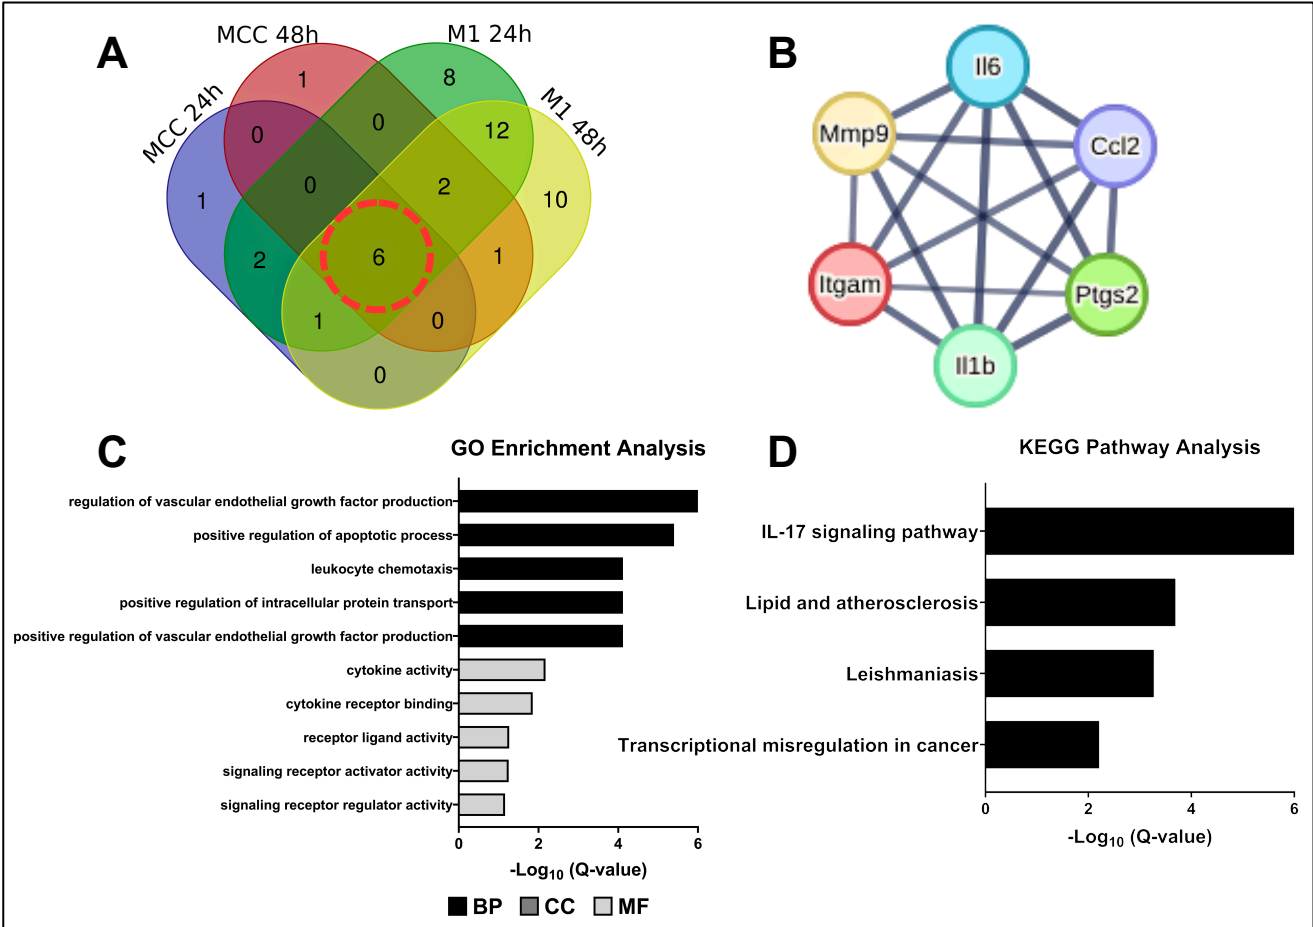 A
MCC 24h
MCC 48h
M1 24h
M1 48h
1
8
0
0
12
1
0
2
10
2
6
1
1
0
0
B
Il6
Mmp9
Ccl2
Itgam
Ptgs2
Il1b
C
GO Enrichment Analysis
regulation of vascular endothelial growth factor production
positive regulation of apoptotic process
leukocyte chemotaxis
positive regulation of intracellular protein transport
positive regulation of vascular endothelial growth factor production
cytokine activity
cytokine receptor binding
receptor ligand activity
signaling receptor activator activity
signaling receptor regulator activity
0 2 4 6
-Log₁₀ (Q-value)
BP CC MF
D
KEGG Pathway Analysis
IL-17 signaling pathway
Lipid and atherosclerosis
Leishmaniasis
Transcriptional misregulation in cancer
0 2 4 6
-Log₁₀ (Q-value)